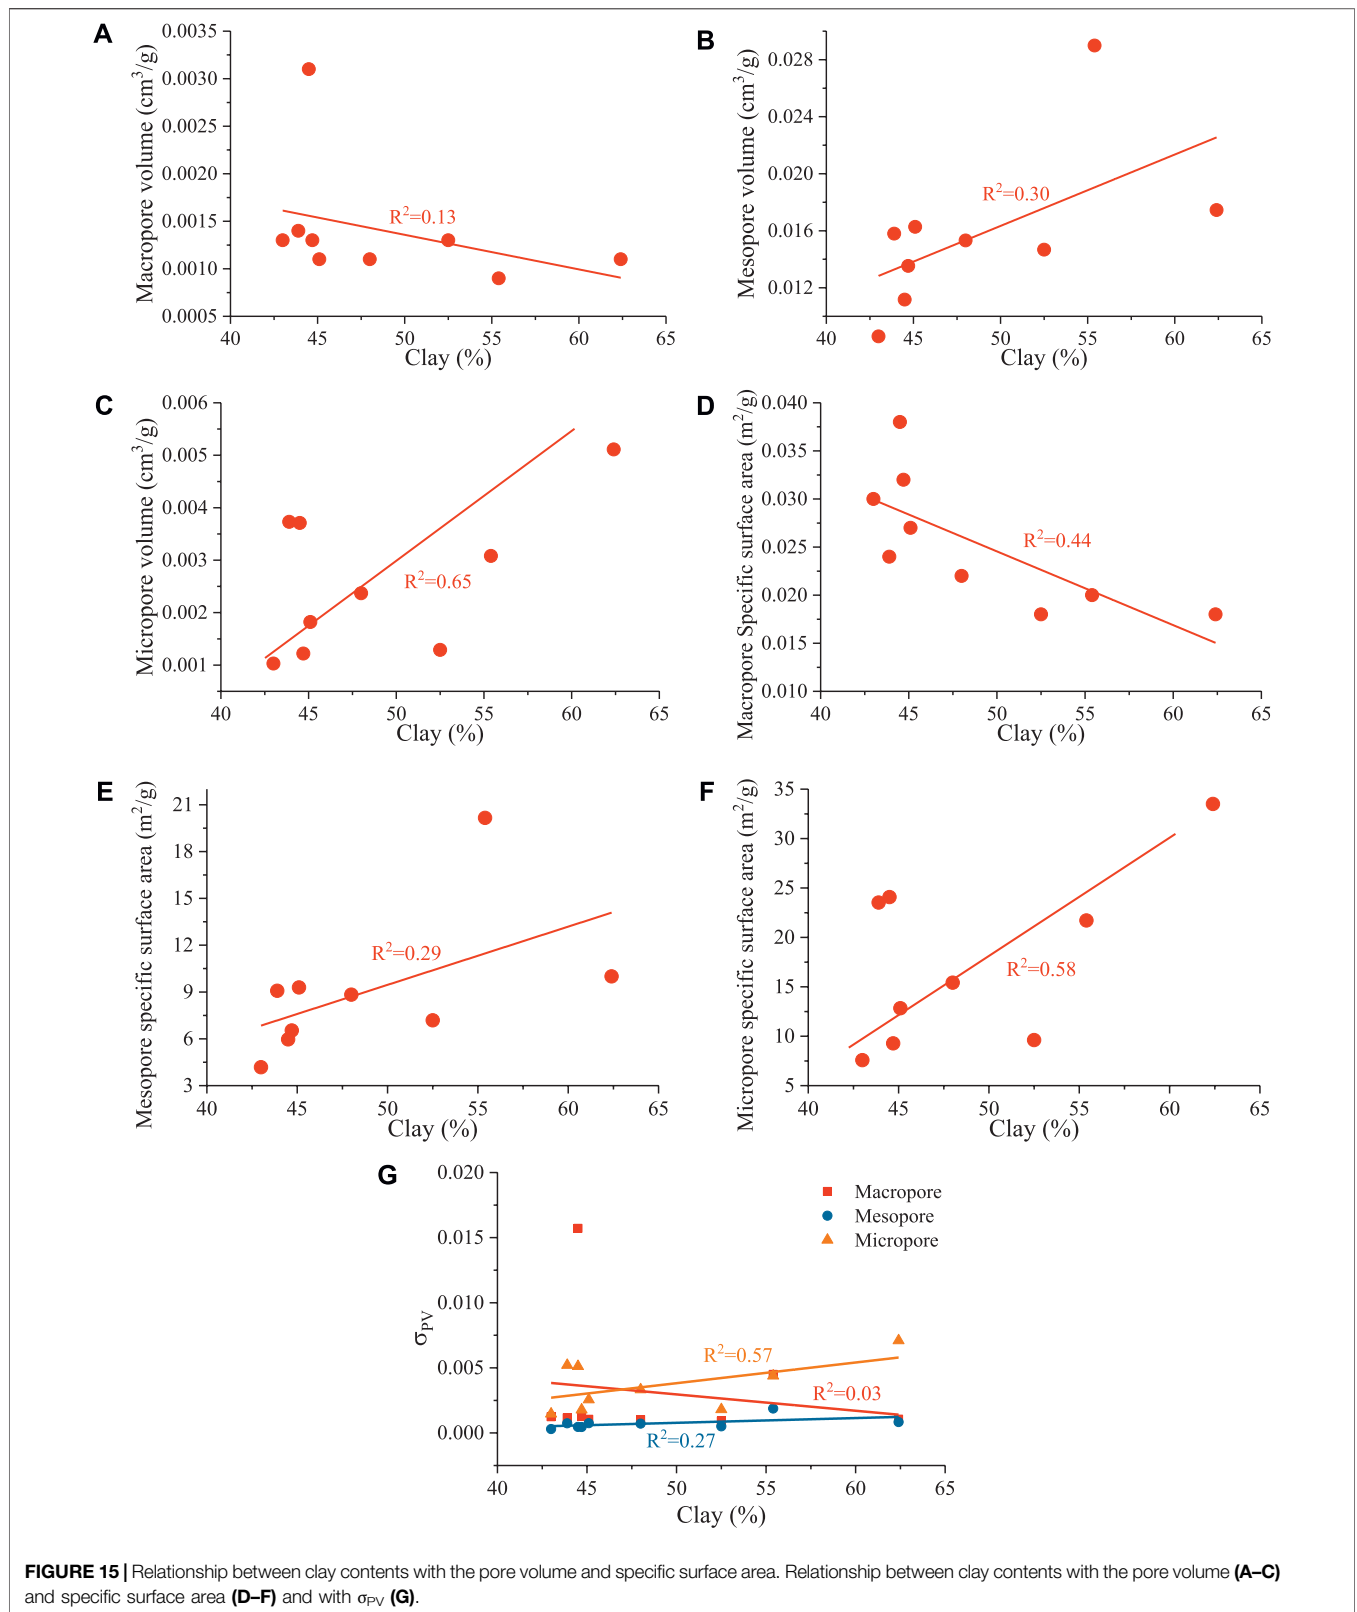 A
0.0035
0.0030
0.0025
0.0020
0.0015
0.0010
0.0005
Macropore volume (cm³/g)
R²=0.13
40 45 50 55 60 65
Clay (%)
B
0.028
0.024
0.020
0.016
0.012
Mesopore volume (cm³/g)
R²=0.30
40 45 50 55 60 65
Clay (%)
C
0.006
0.005
0.004
0.003
0.002
0.001
Micropore volume (cm³/g)
R²=0.65
40 45 50 55 60 65
Clay (%)
D
0.040
0.035
0.030
0.025
0.020
0.015
0.010
Macropore Specific surface area (m²/g)
R²=0.44
40 45 50 55 60 65
Clay (%)
E
21
18
15
12
9
6
3
Mesopore specific surface area (m²/g)
R²=0.29
40 45 50 55 60 65
Clay (%)
F
35
30
25
20
15
10
5
Micropore specific surface area (m²/g)
R²=0.58
40 45 50 55 60 65
Clay (%)
G
0.020
0.015
0.010
0.005
0.000
σPV
Macropore
Mesopore
Micropore
R²=0.57
R²=0.03
R²=0.27
40 45 50 55 60 65
Clay (%)
FIGURE 15 | Relationship between clay contents with the pore volume and specific surface area. Relationship between clay contents with the pore volume (A–C)
and specific surface area (D–F) and with σPV (G).